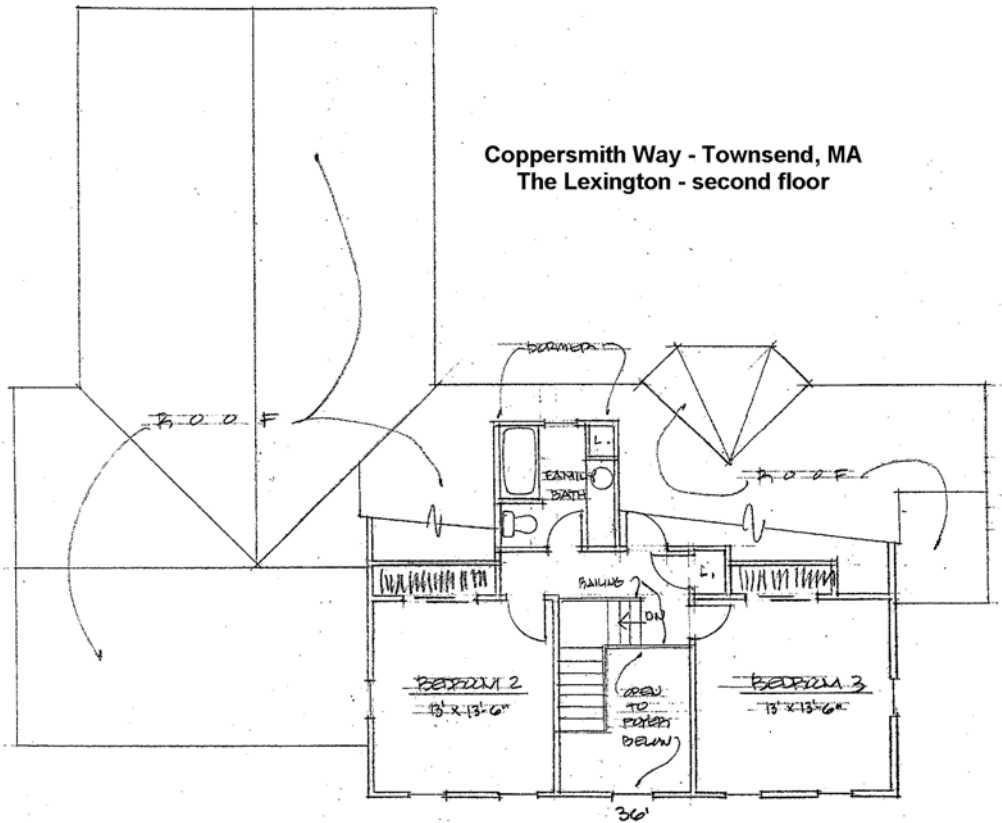 Coppersmith Way - Townsend, MA
The Lexington - second floor
DORMER
ROOF
L.
FAMILY
BATH
ROOF
L.
RAILING
DN
BEDROOM 2
13' x 13'-6"
OPEN
TO
FOYER
BELOW
BEDROOM 3
13' x 13'-6"
36'